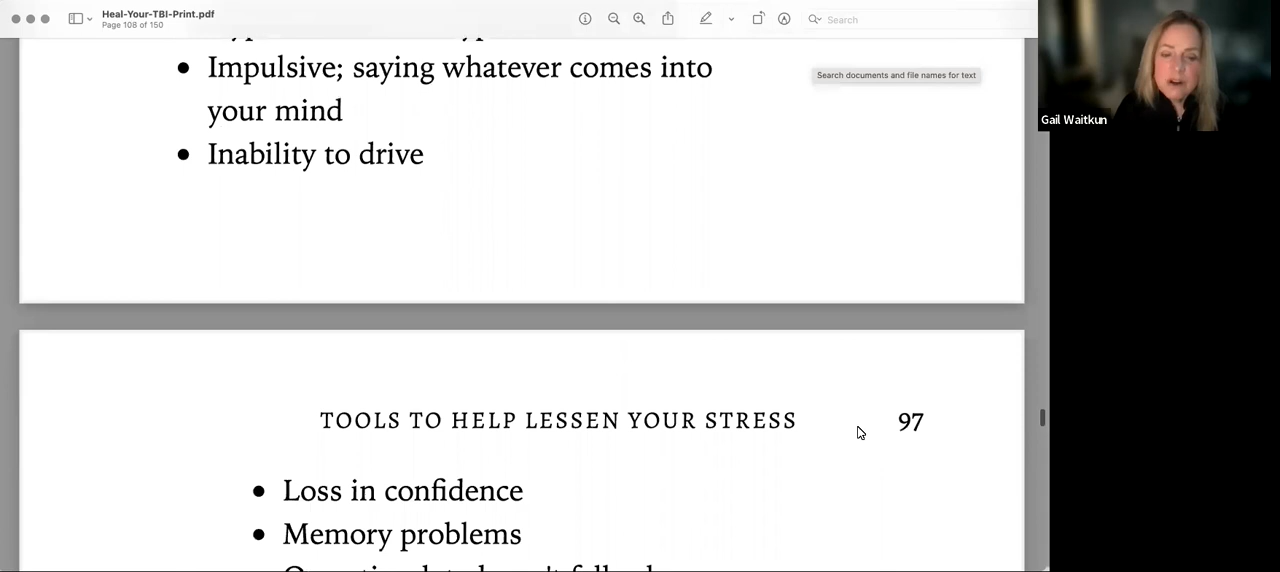 Heal-Your-TBI-Print.pdf
Page 108 of 150
Search
Impulsive; saying whatever comes into
your mind
Inability to drive
Search documents and file names for text
Gail Waitkun
TOOLS TO HELP LESSEN YOUR STRESS 97
Loss in confidence
Memory problems